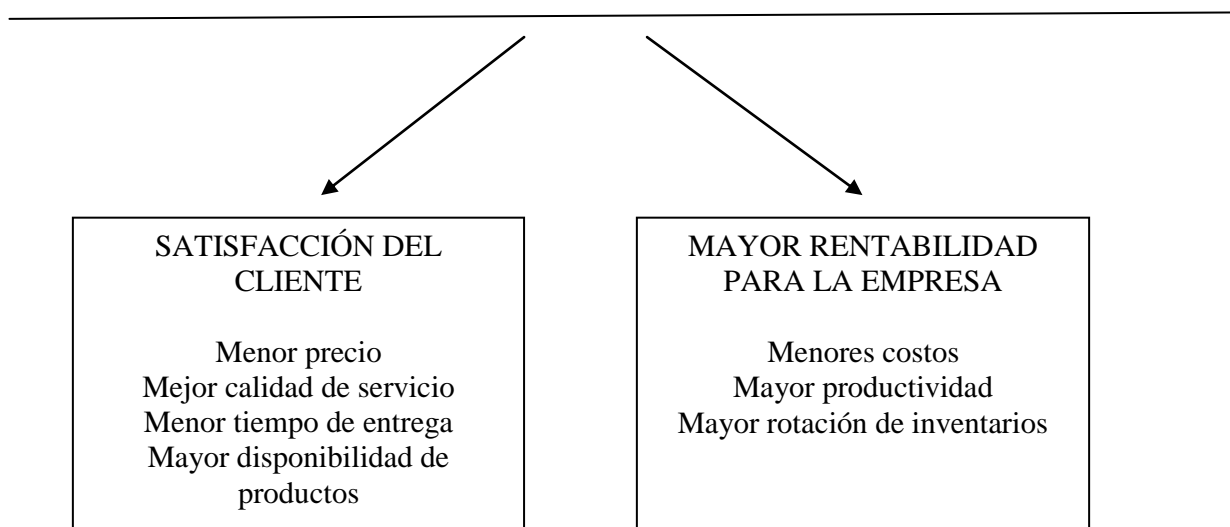 SATISFACCIÓN DEL
CLIENTE
Menor precio
Mejor calidad de servicio
Menor tiempo de entrega
Mayor disponibilidad de
productos
MAYOR RENTABILIDAD
PARA LA EMPRESA
Menores costos
Mayor productividad
Mayor rotación de inventarios